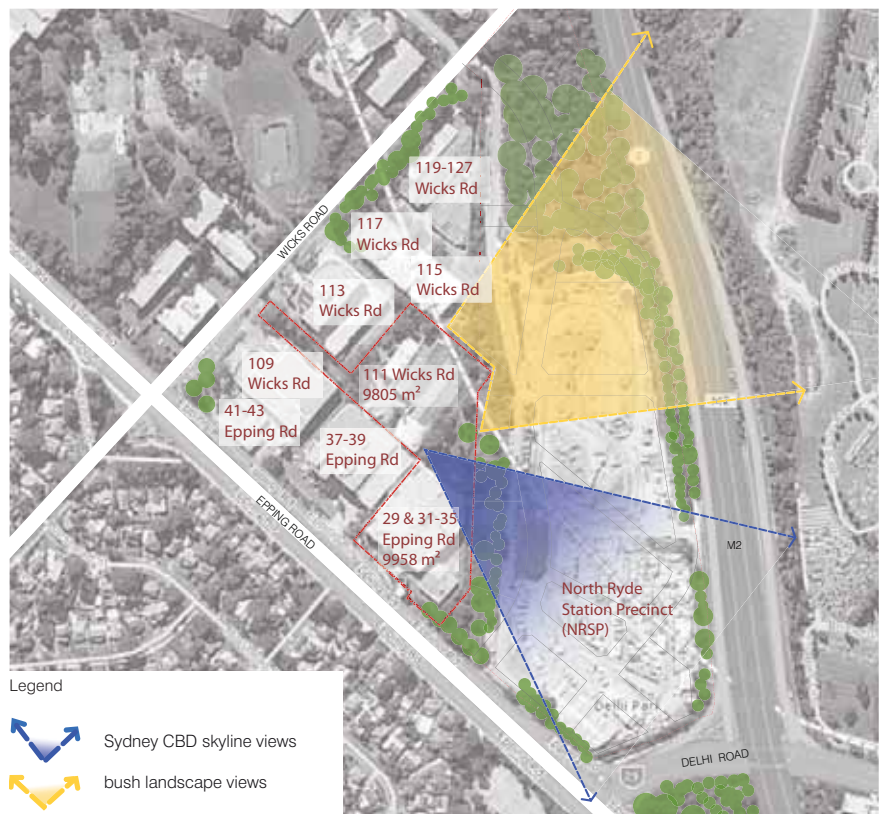 119-127
Wicks Rd
WICKS ROAD
117
Wicks Rd
115
Wicks Rd
113
Wicks Rd
109
Wicks Rd
111 Wicks Rd
9805 m²
41-43
Epping Rd
37-39
Epping Rd
29 & 31-35
Epping Rd
9958 m²
EPPING ROAD
M2
North Ryde
Station Precinct
(NRSP)
Delhi Park
DELHI ROAD
Legend
Sydney CBD skyline views
bush landscape views